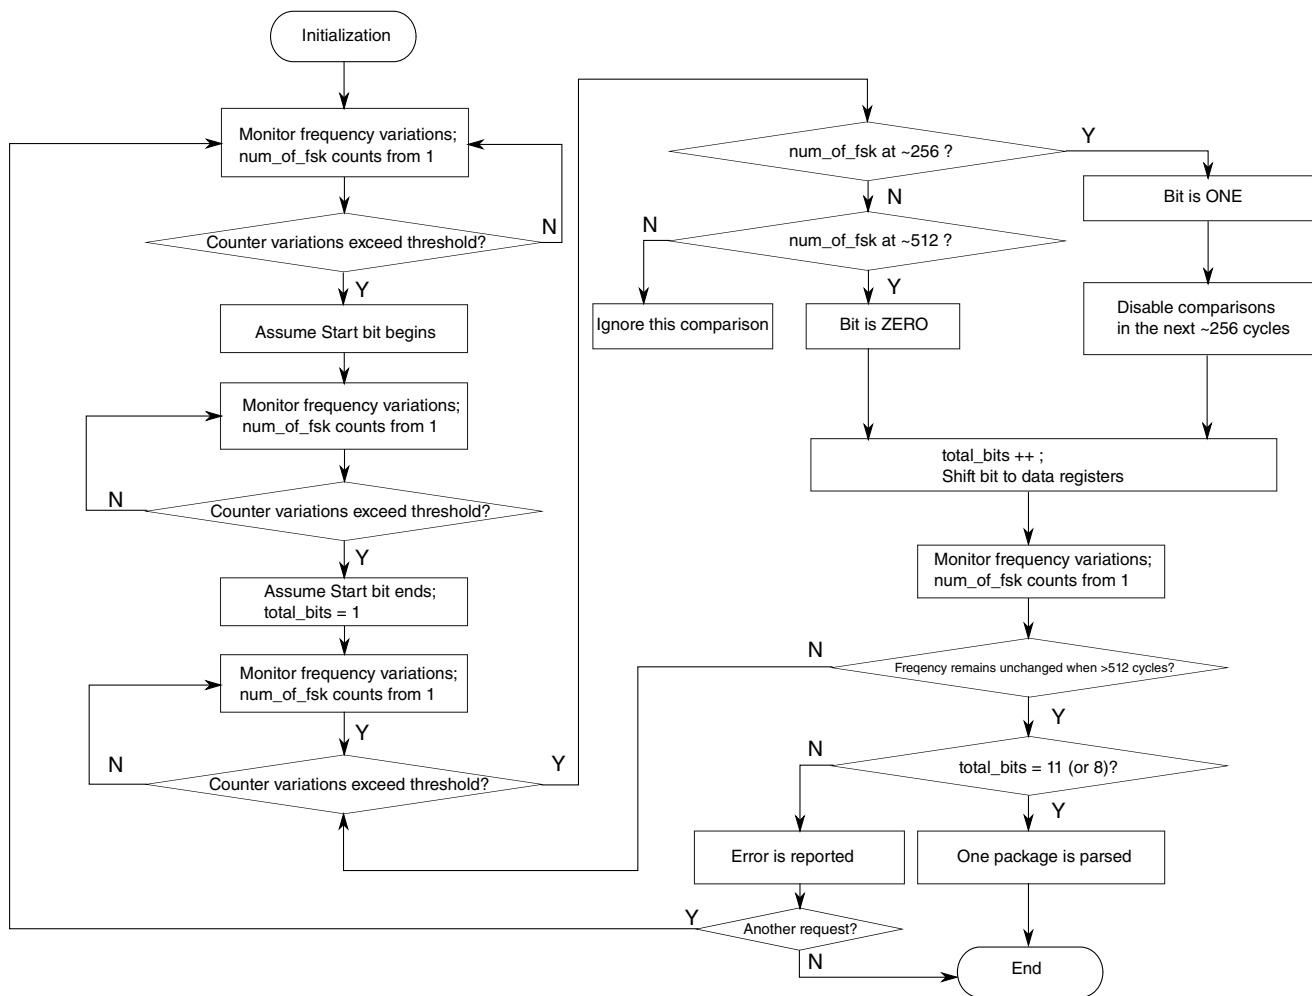 Initialization
Monitor frequency variations;
num_of_fsk counts from 1
N
Counter variations exceed threshold?
Y
Assume Start bit begins
Monitor frequency variations;
num_of_fsk counts from 1
N
Counter variations exceed threshold?
Y
Assume Start bit ends;
total_bits = 1
Monitor frequency variations;
num_of_fsk counts from 1
Y
N
Counter variations exceed threshold?
Y
num_of_fsk at ~256 ?
Y
N
Bit is ONE
N
num_of_fsk at ~512 ?
Y
Ignore this comparison
Bit is ZERO
Disable comparisons
in the next ~256 cycles
total_bits ++ ;
Shift bit to data registers
Monitor frequency variations;
num_of_fsk counts from 1
N
Freqency remains unchanged when >512 cycles?
Y
N
total_bits = 11 (or 8)?
Y
Error is reported
One package is parsed
Y
Another request?
N
End